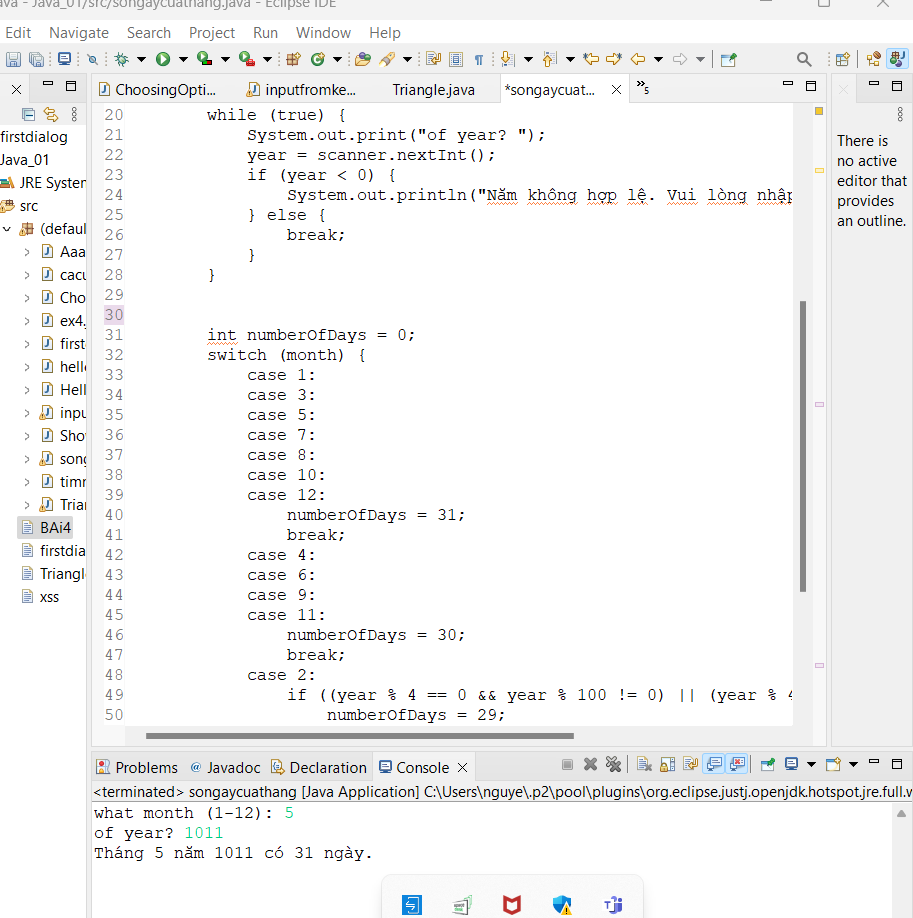 ava - Java_01/src/songaycuathang.java - Eclipse IDE
Edit Navigate Search Project Run Window Help
ChoosingOpti... inputfromke... Triangle.java *songaycuat... »5
firstdialog
Java_01
JRE System
src
(defaul
Aaa
cacu
Cho
ex4,
first
hello
Hell
inpu
Sho
song
timr
Tria
BAi4
firstdia
Triangl
xss
20 while (true) {
21 System.out.print("of year? ");
22 year = scanner.nextInt();
23 if (year < 0) {
24 System.out.println("Năm không hợp lệ. Vui lòng nhập
25 } else {
26 break;
27 }
28 }
29
30
31 int numberOfDays = 0;
32 switch (month) {
33 case 1:
34 case 3:
35 case 5:
36 case 7:
37 case 8:
38 case 10:
39 case 12:
40 numberOfDays = 31;
41 break;
42 case 4:
43 case 6:
44 case 9:
45 case 11:
46 numberOfDays = 30;
47 break;
48 case 2:
49 if ((year % 4 == 0 && year % 100 != 0) || (year % 4
50 numberOfDays = 29;
There is
no active
editor that
provides
an outline.
Problems @ Javadoc Declaration Console
<terminated> songaycuathang [Java Application] C:\Users\nguye\.p2\pool\plugins\org.eclipse.justj.openjdk.hotspot.jre.full.w
what month (1-12): 5
of year? 1011
Tháng 5 năm 1011 có 31 ngày.